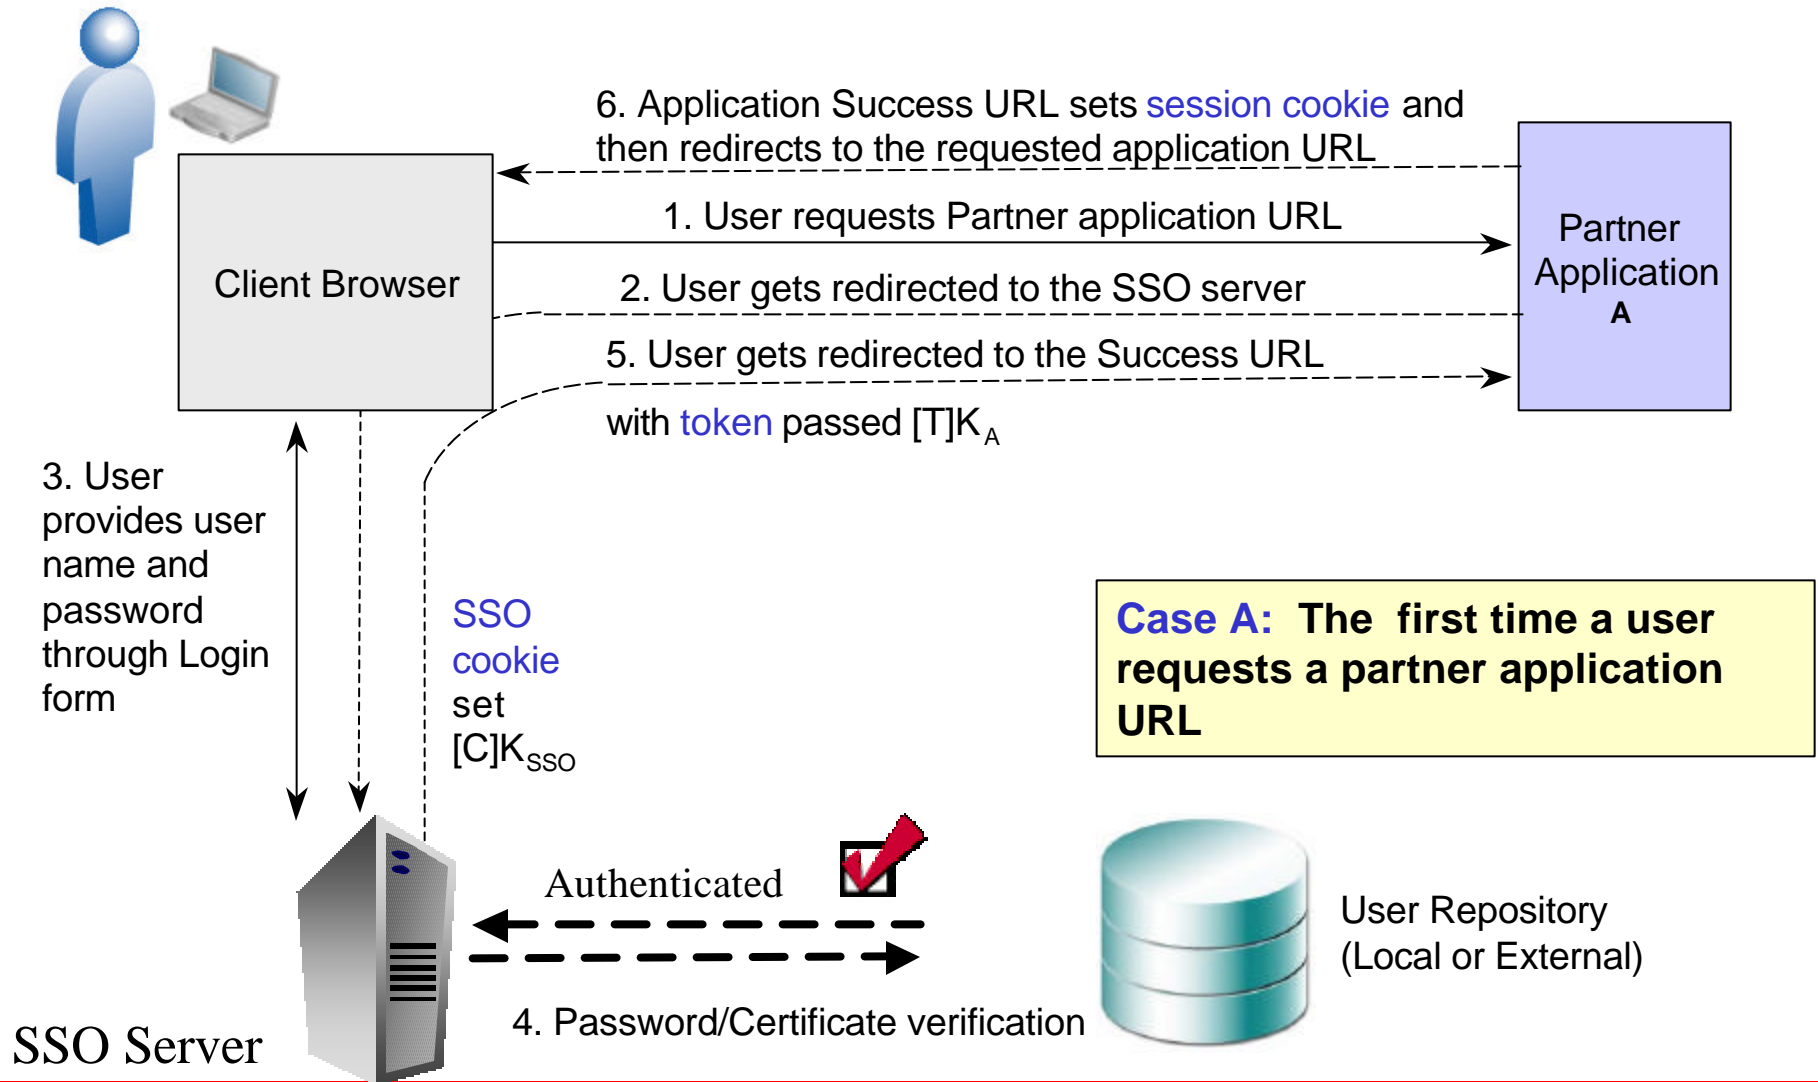 6. Application Success URL sets session cookie and
then redirects to the requested application URL
1. User requests Partner application URL
Client Browser
2. User gets redirected to the SSO server
Partner
Application
A
5. User gets redirected to the Success URL
with token passed [T]K_A
3. User
provides user
name and
password
through Login
form
SSO
cookie
set
[C]K_SSO
Case A: The first time a user
requests a partner application
URL
Authenticated
4. Password/Certificate verification
User Repository
(Local or External)
SSO Server